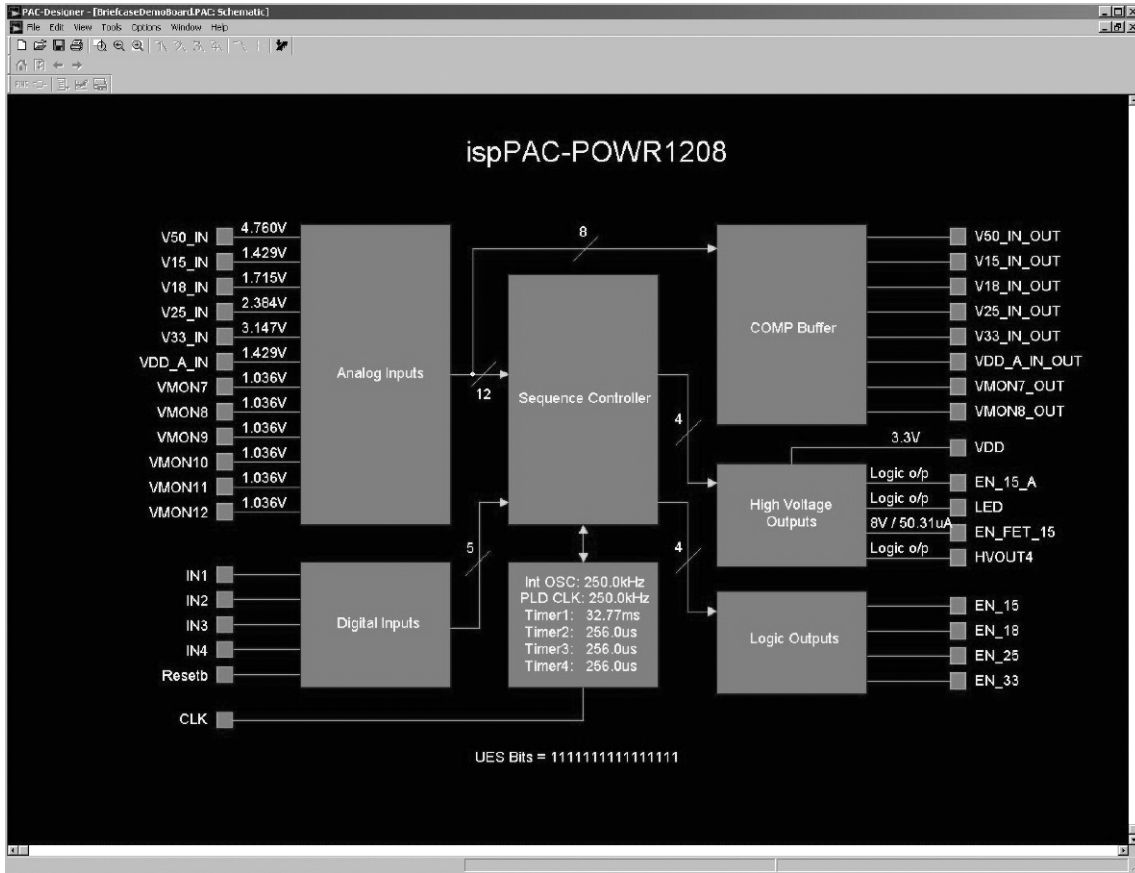 PAC-Designer - [BriefcaseDemoBoard.PAC: Schematic]
File Edit View Tools Options Window Help
ispPAC-POWR1208
V50_IN
4.760V
V15_IN
1.429V
V18_IN
1.715V
V25_IN
2.384V
V33_IN
3.147V
VDD_A_IN
1.429V
VMON7
1.036V
VMON8
1.036V
VMON9
1.036V
VMON10
1.036V
VMON11
1.036V
VMON12
1.036V
Analog Inputs
8
12
Sequence Controller
4
4
5
COMP Buffer
V50_IN_OUT
V15_IN_OUT
V18_IN_OUT
V25_IN_OUT
V33_IN_OUT
VDD_A_IN_OUT
VMON7_OUT
VMON8_OUT
3.3V
VDD
High Voltage
Outputs
Logic o/p
EN_15_A
Logic o/p
LED
8V / 50.31uA
EN_FET_15
Logic o/p
HVOUT4
IN1
IN2
IN3
IN4
Resetb
Digital Inputs
Int OSC: 250.0kHz
PLD CLK: 250.0kHz
Timer1: 32.77ms
Timer2: 256.0us
Timer3: 256.0us
Timer4: 256.0us
Logic Outputs
EN_15
EN_18
EN_25
EN_33
CLK
UES Bits = 1111111111111111